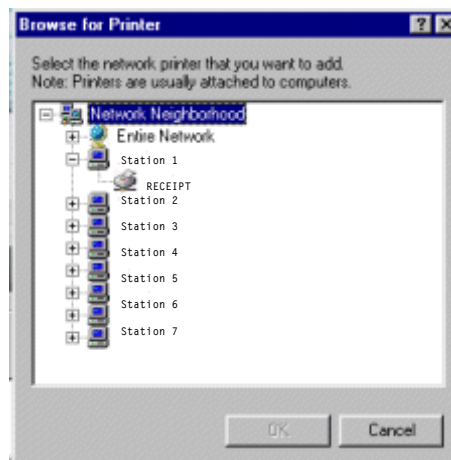 Browse for Printer
Select the network printer that you want to add.
Note: Printers are usually attached to computers.
Network Neighborhood
Entire Network
Station 1
RECEIPT
Station 2
Station 3
Station 4
Station 5
Station 6
Station 7
OK
Cancel